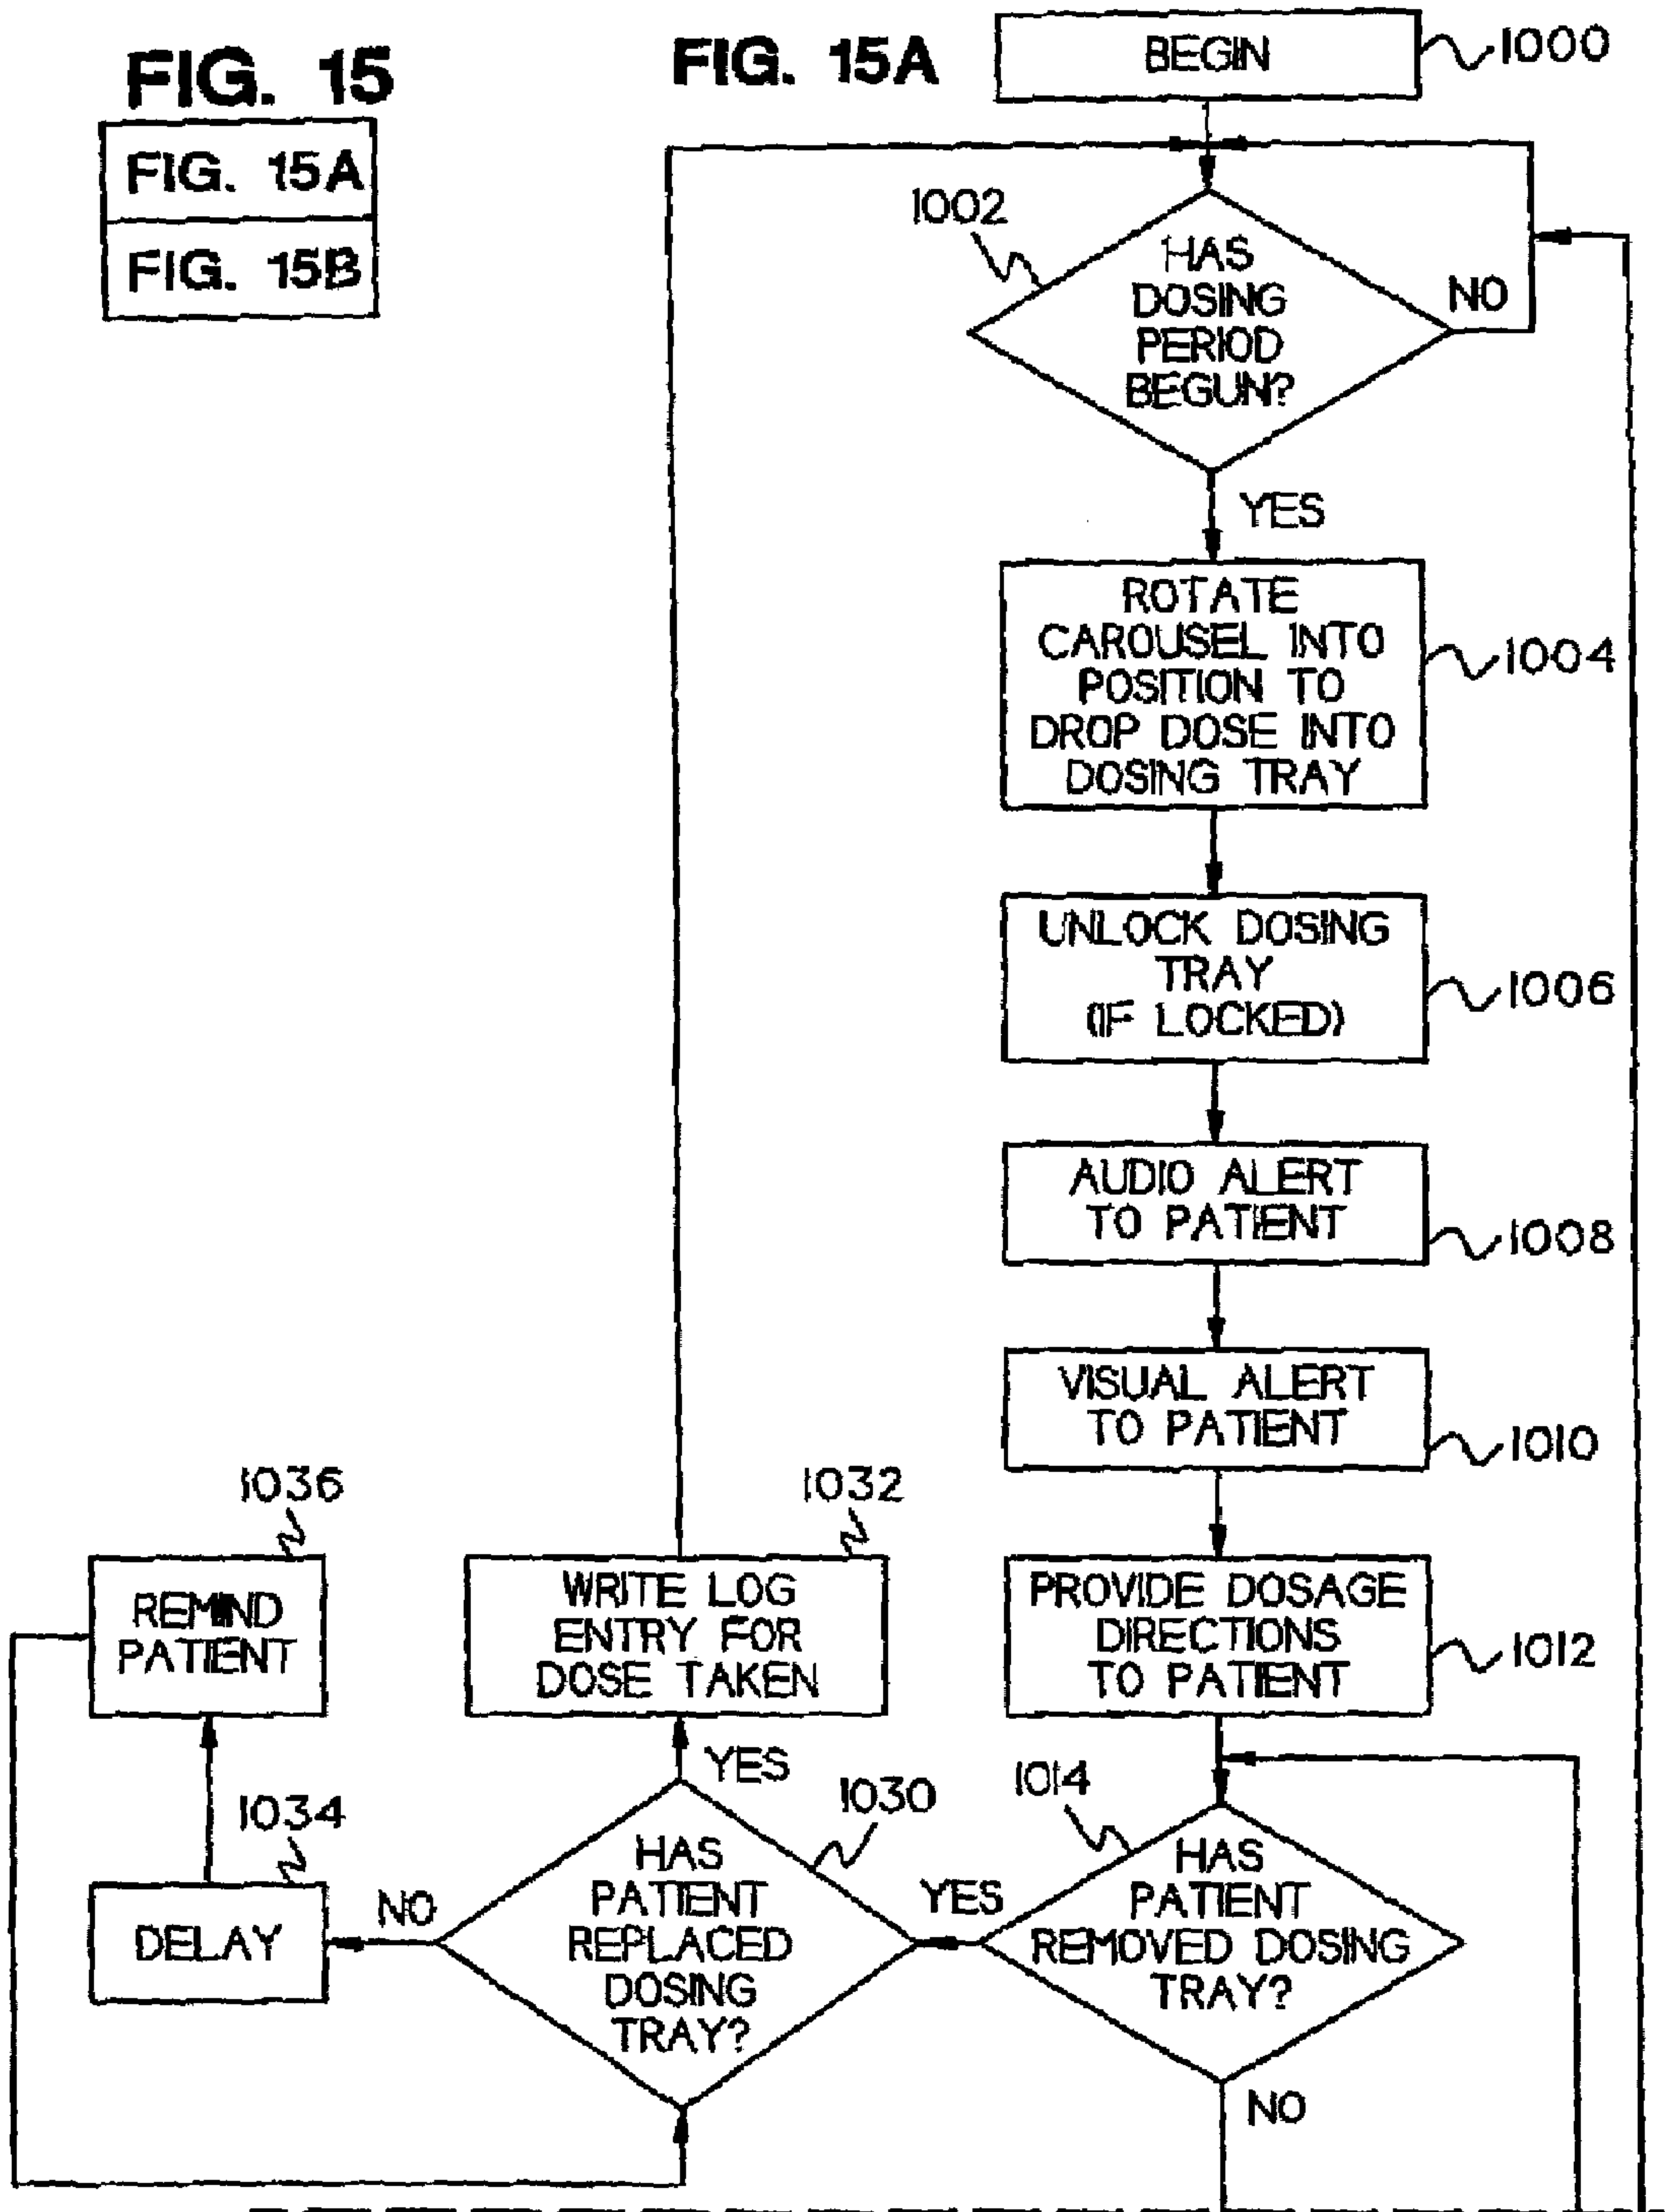 FIG. 15
FIG. 15A
FIG. 15B
FIG. 15A
BEGIN
1000
1002
HAS
DOSING
PERIOD
BEGUN?
NO
YES
ROTATE
CAROUSEL INTO
POSITION TO
DROP DOSE INTO
DOSING TRAY
1004
UNLOCK DOSING
TRAY
(IF LOCKED)
1006
AUDIO ALERT
TO PATIENT
1008
VISUAL ALERT
TO PATIENT
1010
PROVIDE DOSAGE
DIRECTIONS
TO PATIENT
1012
1014
HAS
PATIENT
REMOVED DOSING
TRAY?
NO
YES
1030
HAS
PATIENT
REPLACED
DOSING
TRAY?
YES
1032
WRITE LOG
ENTRY FOR
DOSE TAKEN
NO
1034
DELAY
1036
REMIND
PATIENT